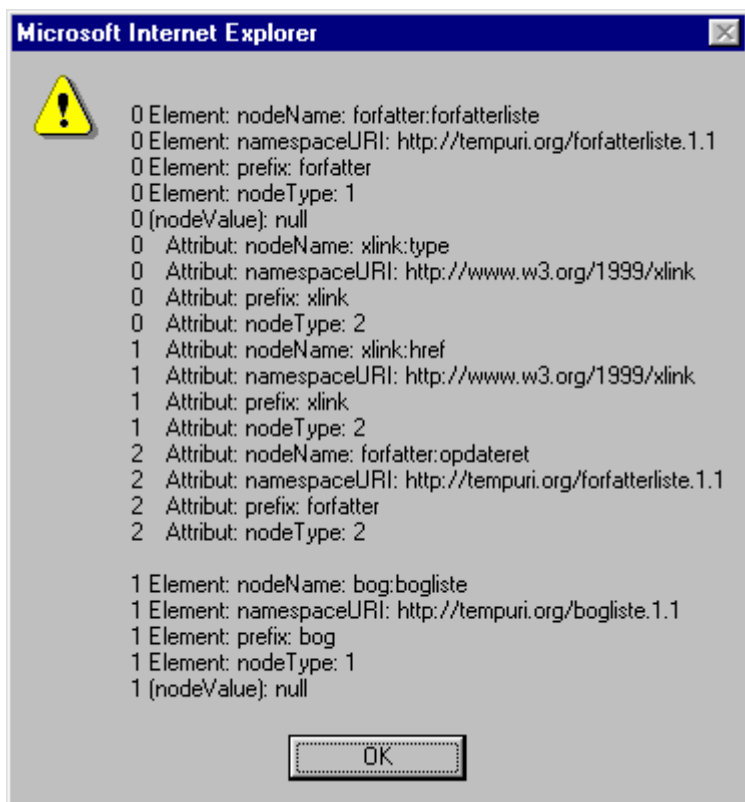 Microsoft Internet Explorer
0 Element: nodeName: forfatter:forfatterliste
0 Element: namespaceURI: http://tempuri.org/forfatterliste.1.1
0 Element: prefix: forfatter
0 Element: nodeType: 1
0 (nodeValue): null
0 Attribut: nodeName: xlink:type
0 Attribut: namespaceURI: http://www.w3.org/1999/xlink
0 Attribut: prefix: xlink
0 Attribut: nodeType: 2
1 Attribut: nodeName: xlink:href
1 Attribut: namespaceURI: http://www.w3.org/1999/xlink
1 Attribut: prefix: xlink
1 Attribut: nodeType: 2
2 Attribut: nodeName: forfatter:opdateret
2 Attribut: namespaceURI: http://tempuri.org/forfatterliste.1.1
2 Attribut: prefix: forfatter
2 Attribut: nodeType: 2
1 Element: nodeName: bog:bogliste
1 Element: namespaceURI: http://tempuri.org/bogliste.1.1
1 Element: prefix: bog
1 Element: nodeType: 1
1 (nodeValue): null
OK